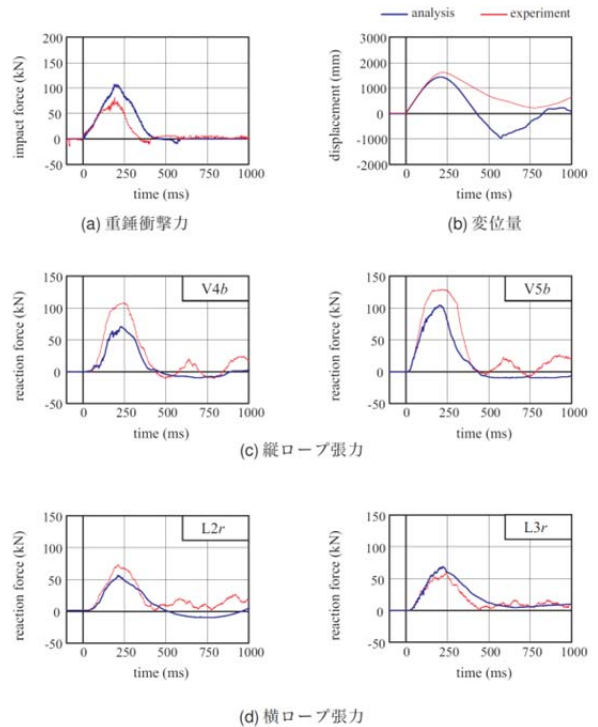 analysis experiment
200
150
100
50
0
-50
impact force (kN)
0 250 500 750 1000
time (ms)
(a) 重錘衝撃力
3000
2000
1000
0
-1000
-2000
displacement (mm)
0 250 500 750 1000
time (ms)
(b) 変位量
150
100
50
0
-50
reaction force (kN)
V4b
0 250 500 750 1000
time (ms)
150
100
50
0
-50
reaction force (kN)
V5b
0 250 500 750 1000
time (ms)
(c) 縦ロープ張力
150
100
50
0
-50
reaction force (kN)
L2r
0 250 500 750 1000
time (ms)
150
100
50
0
-50
reaction force (kN)
L3r
0 250 500 750 1000
time (ms)
(d) 横ロープ張力